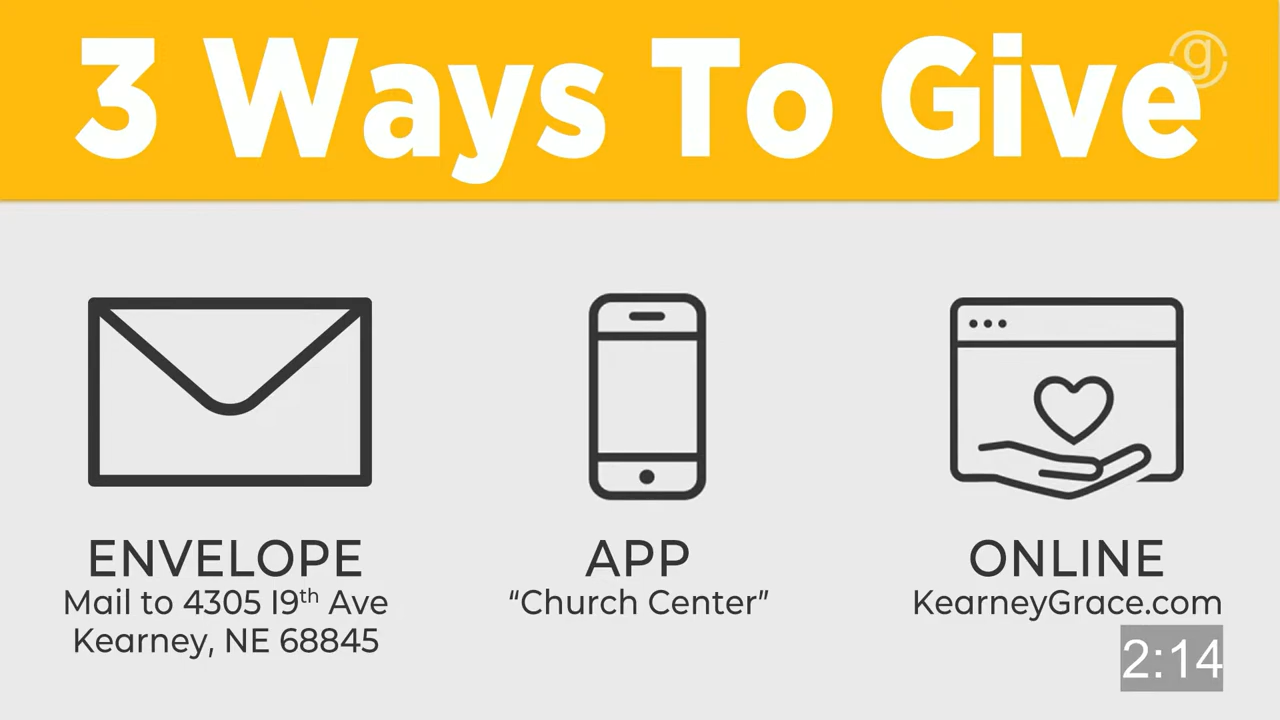 3 Ways To Give
g
ENVELOPE
Mail to 4305 19th Ave
Kearney, NE 68845
APP
“Church Center”
ONLINE
KearneyGrace.com
2:14